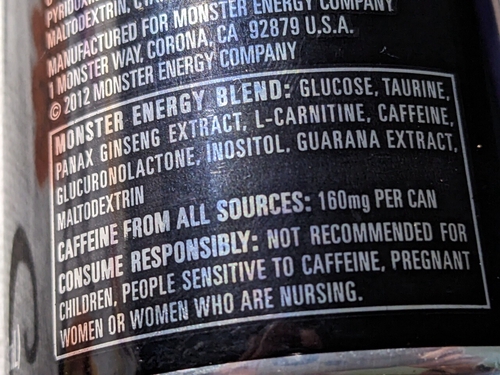 MALTODEXTRIN,
MANUFACTURED FOR MONSTER ENERGY COMPANY
1 MONSTER WAY, CORONA, CA 92879 U.S.A.
© 2012 MONSTER ENERGY COMPANY
MONSTER ENERGY BLEND: GLUCOSE, TAURINE,
PANAX GINSENG EXTRACT, L-CARNITINE, CAFFEINE,
GLUCURONOLACTONE, INOSITOL, GUARANA EXTRACT,
MALTODEXTRIN
CAFFEINE FROM ALL SOURCES: 160mg PER CAN
CONSUME RESPONSIBLY: NOT RECOMMENDED FOR
CHILDREN, PEOPLE SENSITIVE TO CAFFEINE, PREGNANT
WOMEN OR WOMEN WHO ARE NURSING.